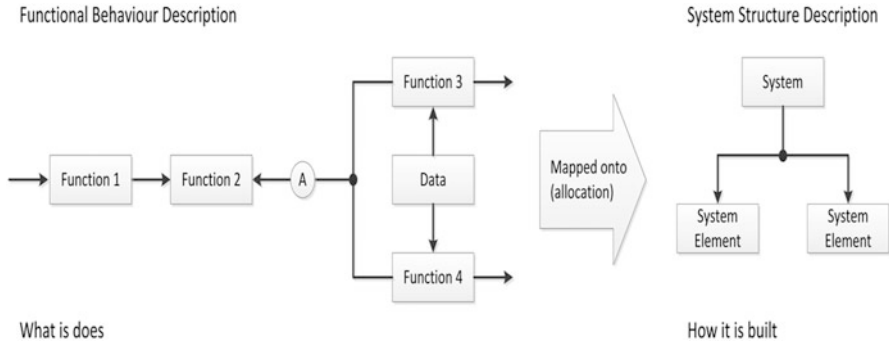 Functional Behaviour Description
System Structure Description
Function 3
System
Function 1
Function 2
A
Data
Mapped onto
(allocation)
System
Element
System
Element
Function 4
What is does
How it is built